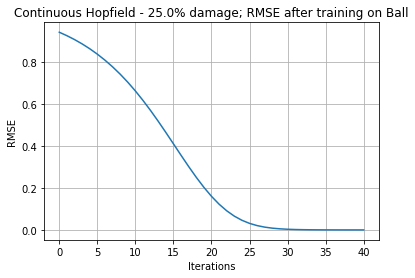 Continuous Hopfield - 25.0% damage; RMSE after training on Ball
RMSE
0.8
0.6
0.4
0.2
0.0
0 5 10 15 20 25 30 35 40
Iterations